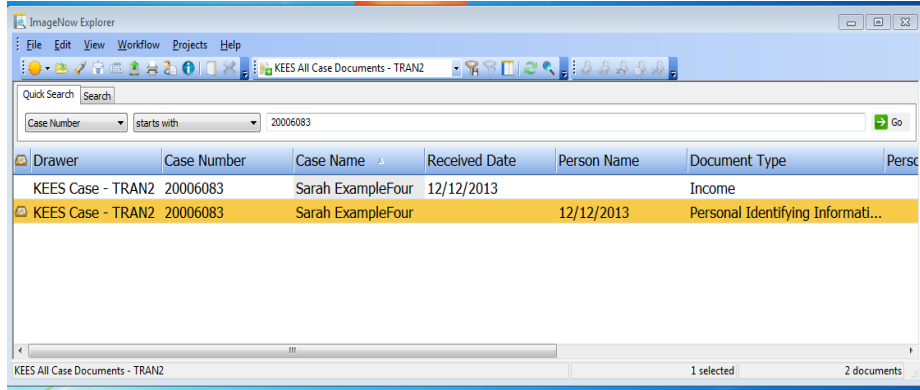 ImageNow Explorer
File Edit View Workflow Projects Help
KEES All Case Documents - TRAN2
Quick Search Search
Case Number starts with 20006083 Go
Drawer Case Number Case Name Received Date Person Name Document Type Perso
KEES Case - TRAN2 20006083 Sarah ExampleFour 12/12/2013 Income
KEES Case - TRAN2 20006083 Sarah ExampleFour 12/12/2013 Personal Identifying Informati...
KEES All Case Documents - TRAN2 1 selected 2 documents